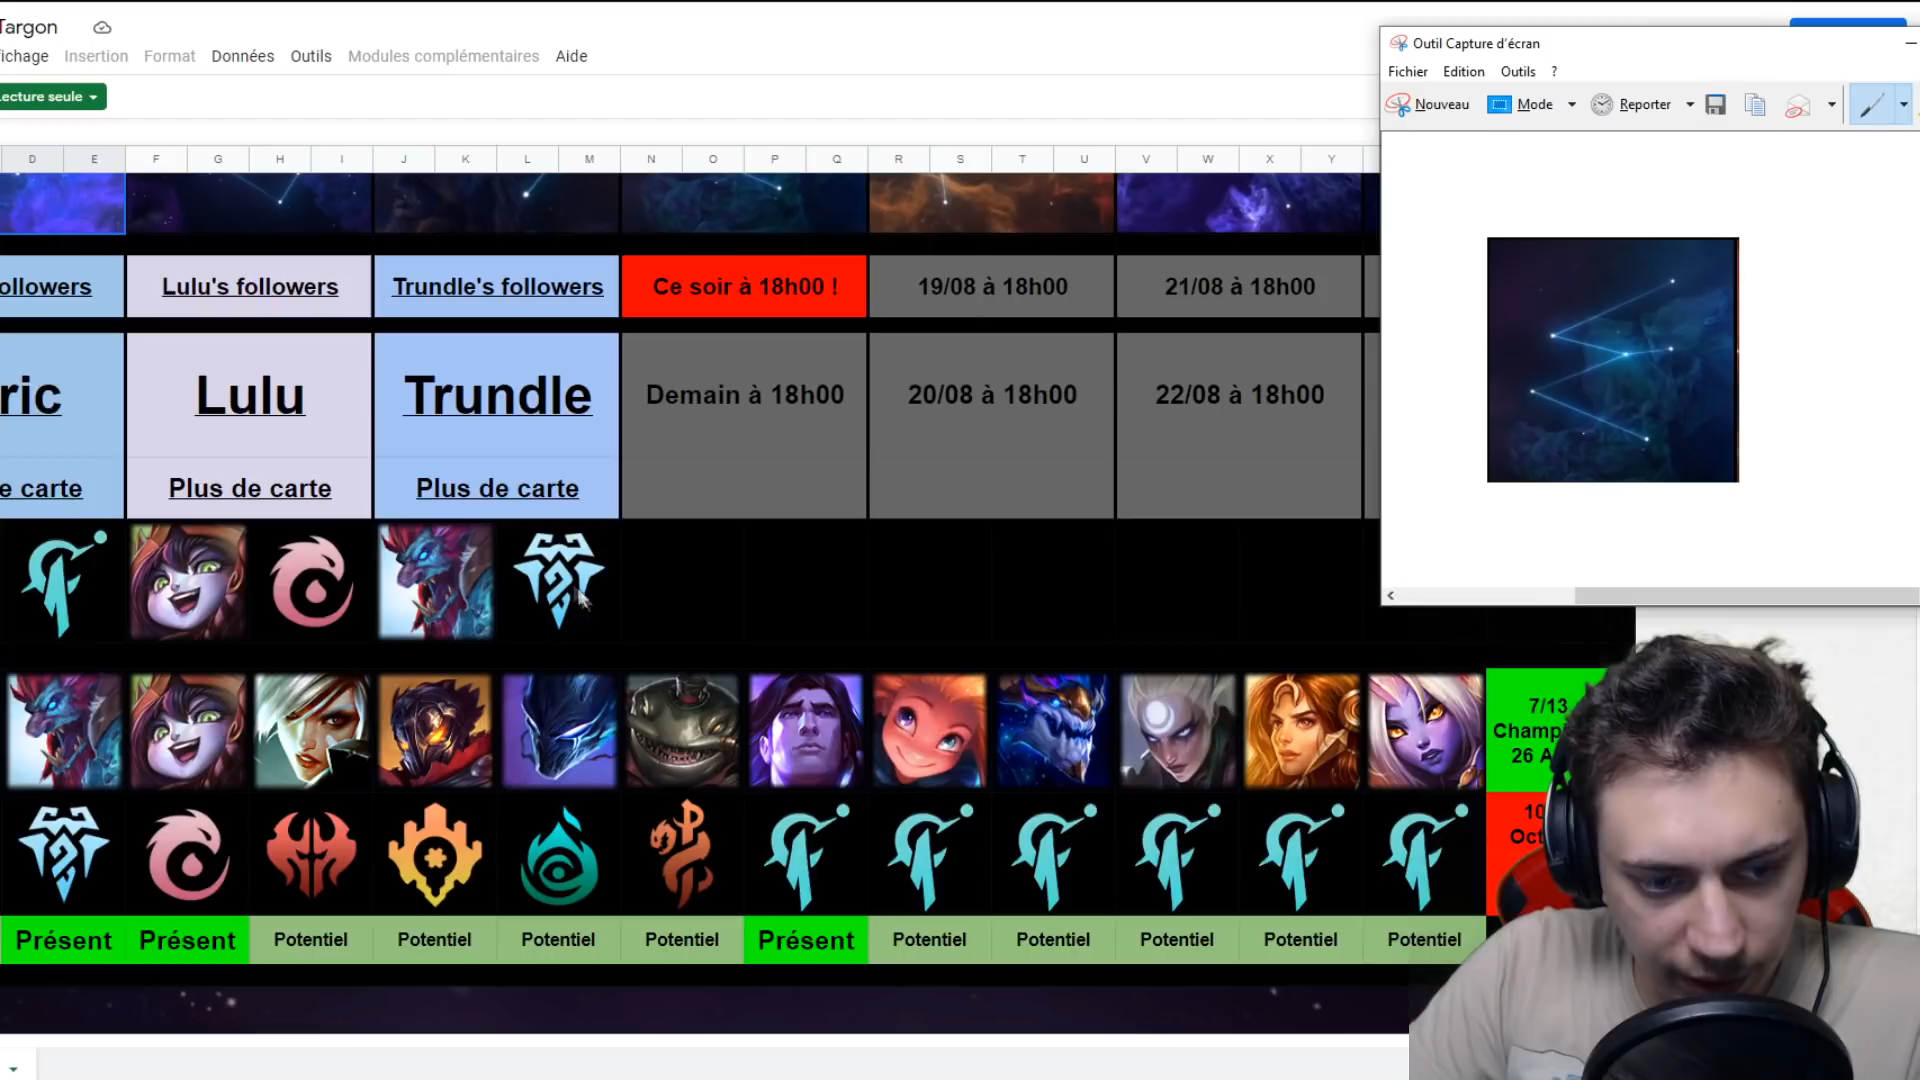 Targon
ichage Insertion Format Données Outils Modules complémentaires Aide
ecture seule
Outil Capture d'écran
Fichier Edition Outils ?
Nouveau Mode Reporter
D E F G H I J K L M N O P Q R S T U V W X Y
ollowers Lulu's followers Trundle's followers Ce soir à 18h00 ! 19/08 à 18h00 21/08 à 18h00
ric Lulu Trundle Demain à 18h00 20/08 à 18h00 22/08 à 18h00
e carte Plus de carte Plus de carte
7/13
Champ
26 A
10
Oct
Présent Présent Potentiel Potentiel Potentiel Potentiel Présent Potentiel Potentiel Potentiel Potentiel Potentiel